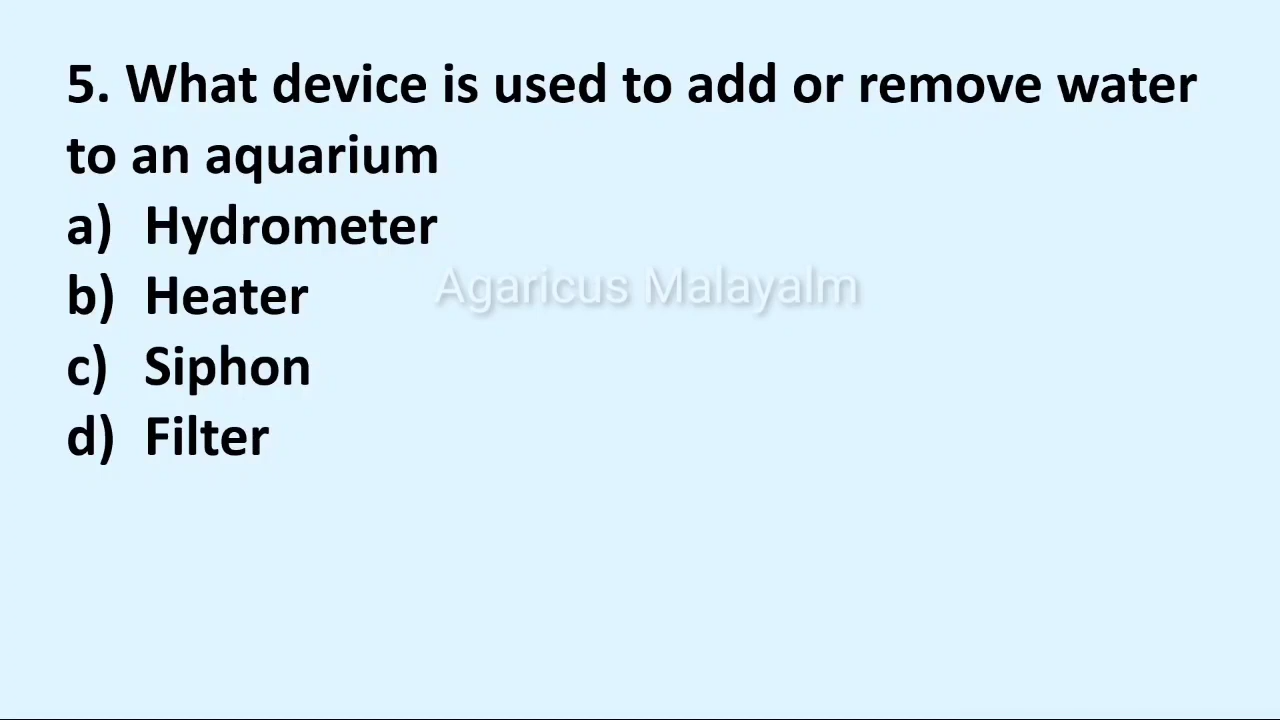 5. What device is used to add or remove water
to an aquarium
a) Hydrometer
b) Heater
Agaricus Malayalm
c) Siphon
d) Filter